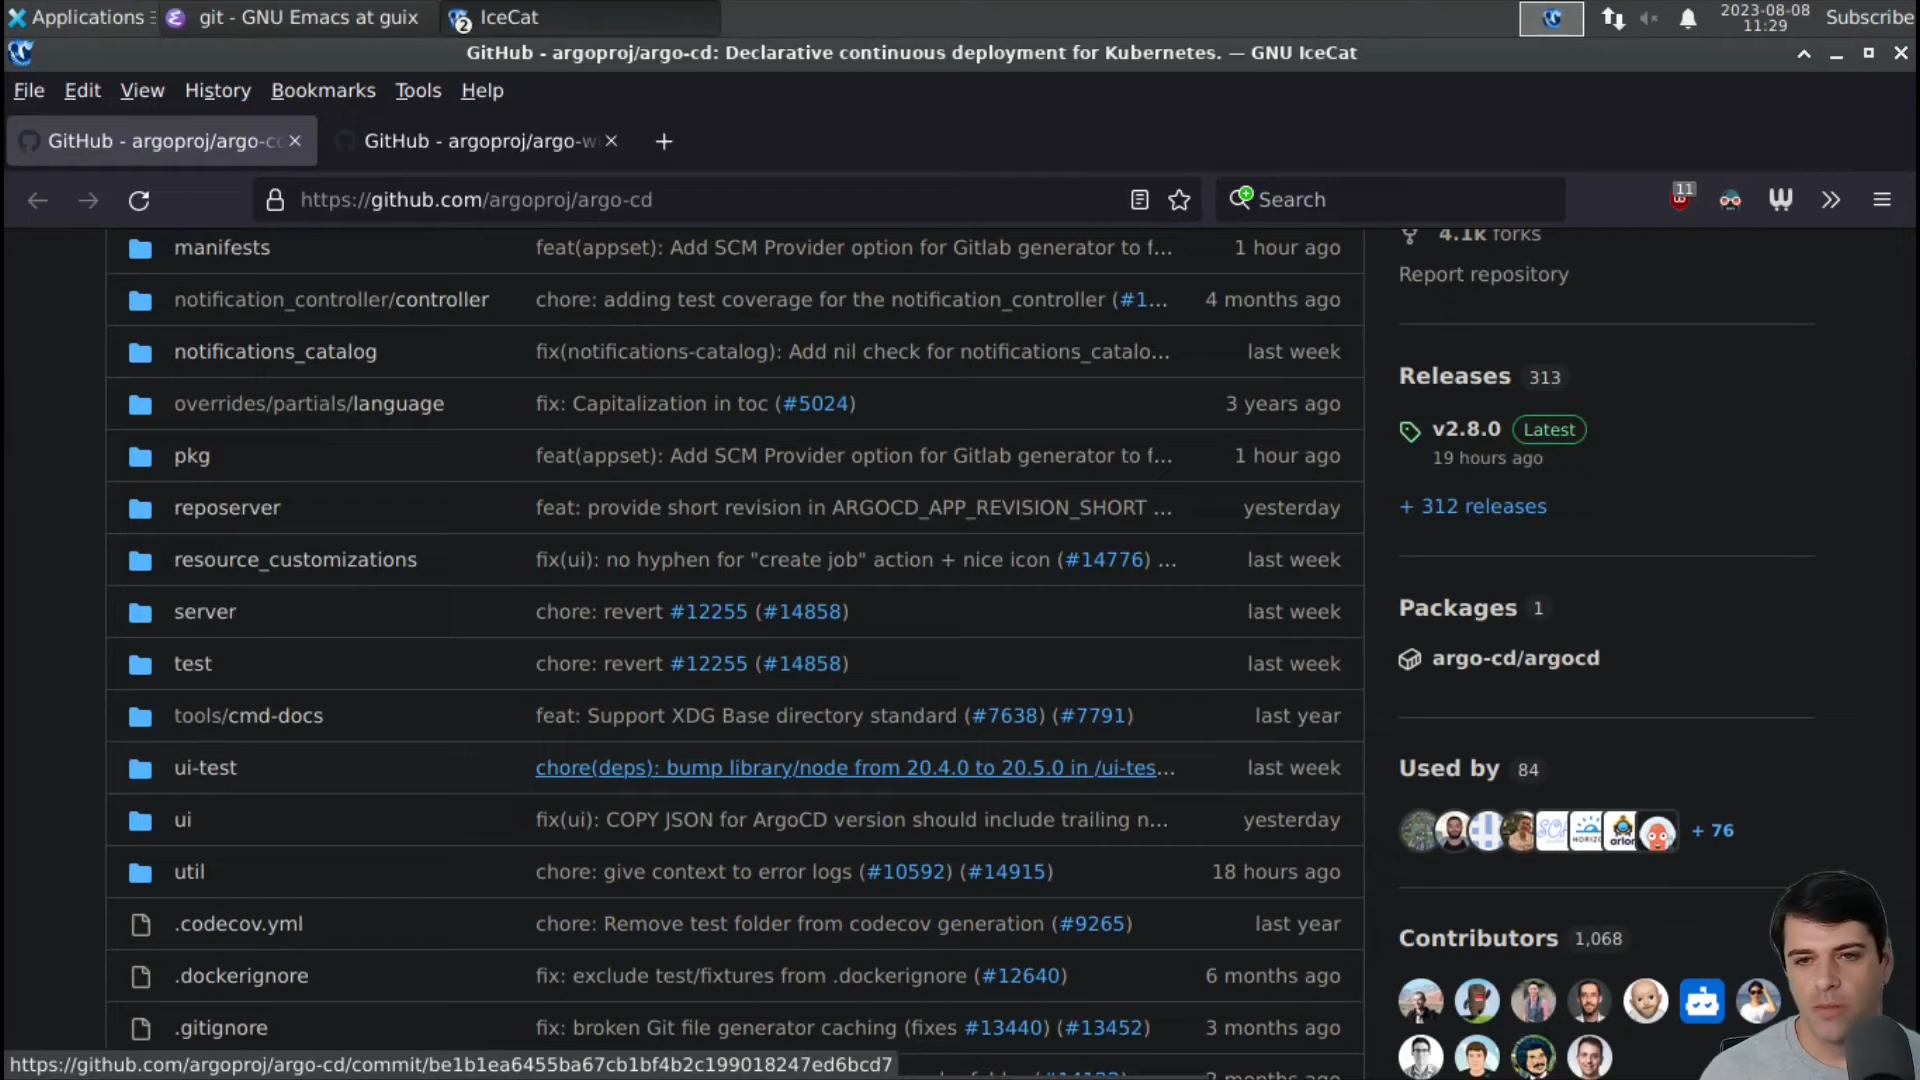 Applications
git - GNU Emacs at guix
2
IceCat
2023-08-08
11:29
Subscribe
GitHub - argoproj/argo-cd: Declarative continuous deployment for Kubernetes. — GNU IceCat
File Edit View History Bookmarks Tools Help
GitHub - argoproj/argo-c
GitHub - argoproj/argo-w
https://github.com/argoproj/argo-cd
Search
11
manifests feat(appset): Add SCM Provider option for Gitlab generator to f... 1 hour ago
notification_controller/controller chore: adding test coverage for the notification_controller (#1... 4 months ago
notifications_catalog fix(notifications-catalog): Add nil check for notifications_catalo... last week
overrides/partials/language fix: Capitalization in toc (#5024) 3 years ago
pkg feat(appset): Add SCM Provider option for Gitlab generator to f... 1 hour ago
reposerver feat: provide short revision in ARGOCD_APP_REVISION_SHORT ... yesterday
resource_customizations fix(ui): no hyphen for "create job" action + nice icon (#14776) ... last week
server chore: revert #12255 (#14858) last week
test chore: revert #12255 (#14858) last week
tools/cmd-docs feat: Support XDG Base directory standard (#7638) (#7791) last year
ui-test chore(deps): bump library/node from 20.4.0 to 20.5.0 in /ui-tes... last week
ui fix(ui): COPY JSON for ArgoCD version should include trailing n... yesterday
util chore: give context to error logs (#10592) (#14915) 18 hours ago
.codecov.yml chore: Remove test folder from codecov generation (#9265) last year
.dockerignore fix: exclude test/fixtures from .dockerignore (#12640) 6 months ago
.gitignore fix: broken Git file generator caching (fixes #13440) (#13452) 3 months ago
https://github.com/argoproj/argo-cd/commit/be1b1ea6455ba67cb1bf4b2c199018247ed6bcd7
4.1k forks
Report repository
Releases 313
v2.8.0 Latest
19 hours ago
+ 312 releases
Packages 1
argo-cd/argocd
Used by 84
+ 76
Contributors 1,068